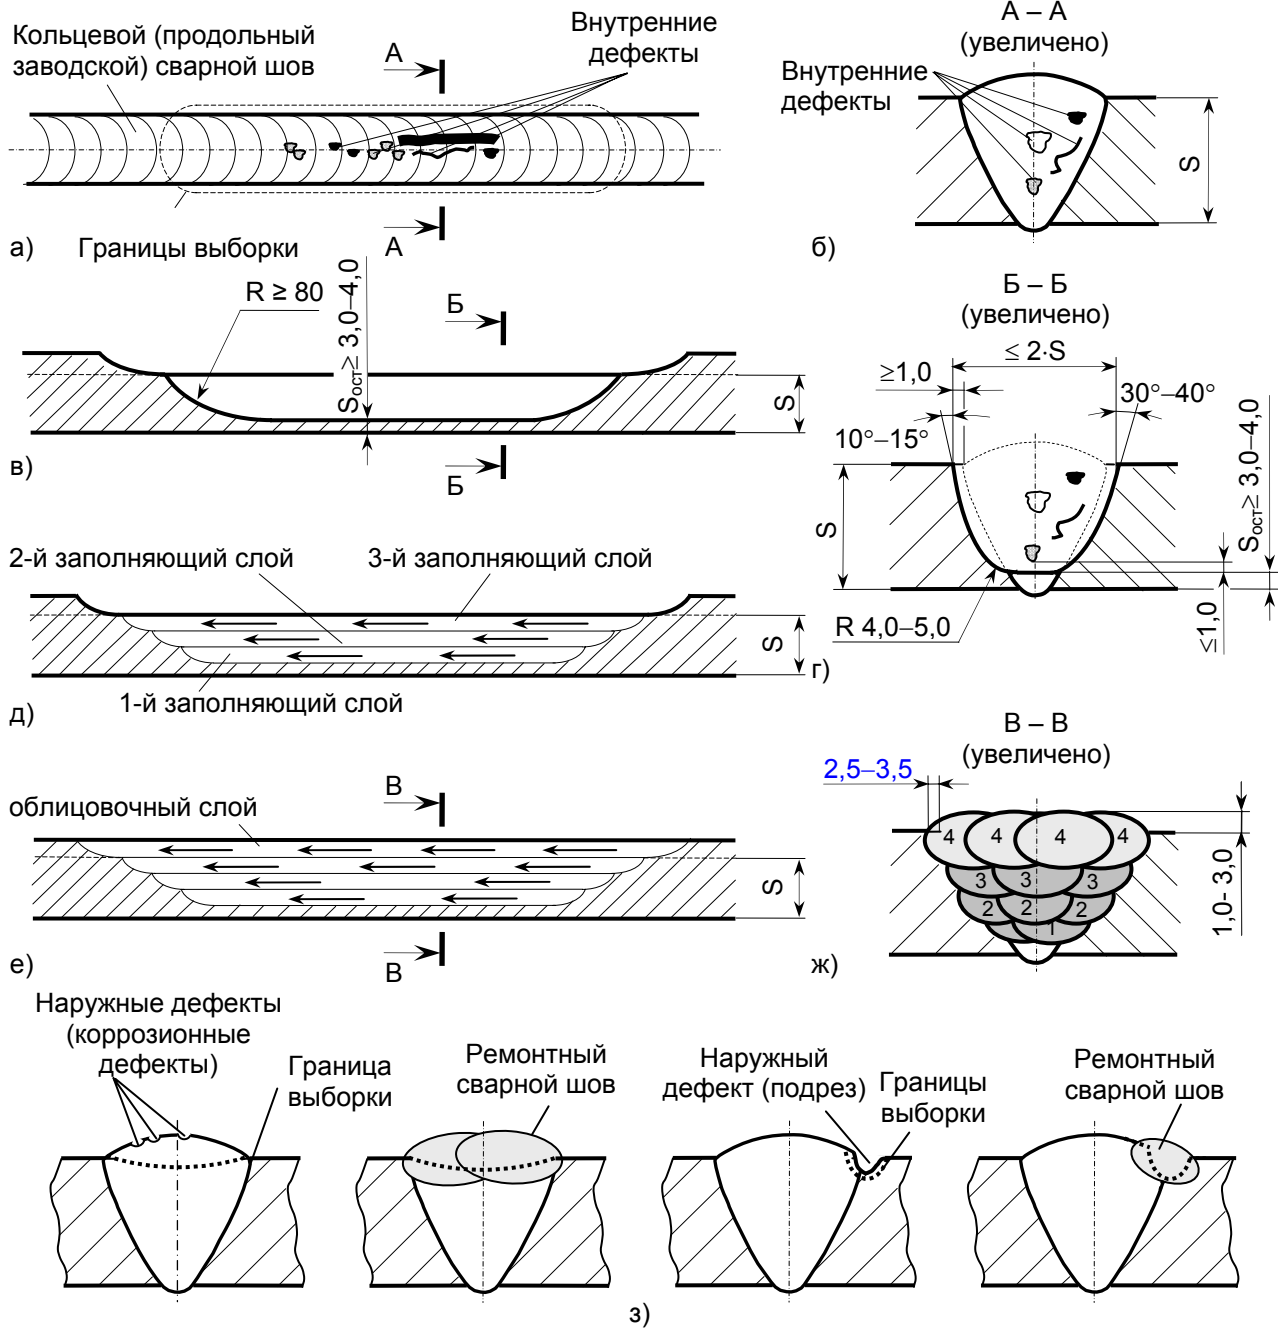 Кольцевой (продольный
заводской) сварной шов
А
Внутренние
дефекты
А – А
(увеличено)
Внутренние
дефекты
S
а)
Границы выборки
А
б)
R ≥ 80
Sост≥ 3,0–4,0
Б
S
в)
Б
Б – Б
(увеличено)
≤ 2·S
≥1,0
30°–40°
10°–15°
S
Sост≥ 3,0–4,0
≤1,0
R 4,0–5,0
г)
2-й заполняющий слой
3-й заполняющий слой
S
1-й заполняющий слой
д)
В
облицовочный слой
S
В
е)
В – В
(увеличено)
2,5–3,5
4 4 4 4
3 3 3
2 2 2
1
1,0- 3,0
ж)
Наружные дефекты
(коррозионные
дефекты)
Граница
выборки
Ремонтный
сварной шов
Наружный
дефект (подрез)
Границы
выборки
Ремонтный
сварной шов
з)